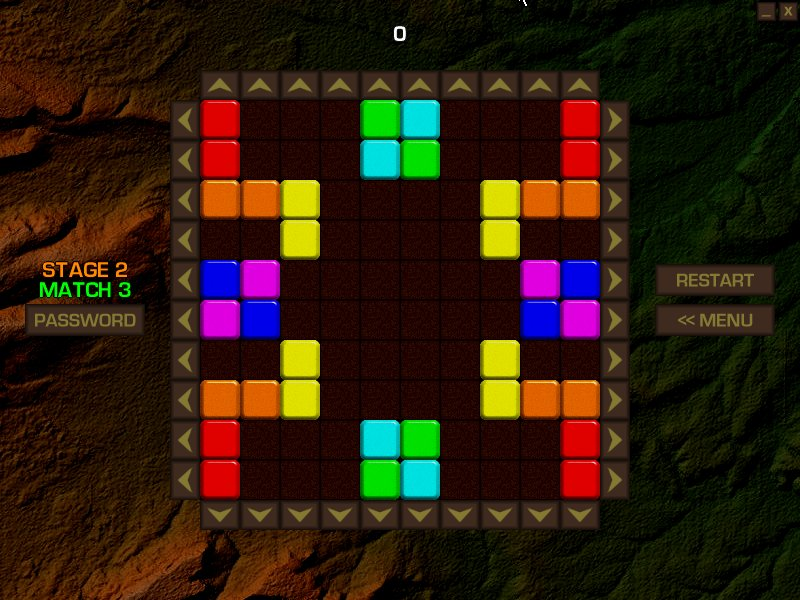 0
STAGE 2
MATCH 3
PASSWORD
RESTART
<< MENU